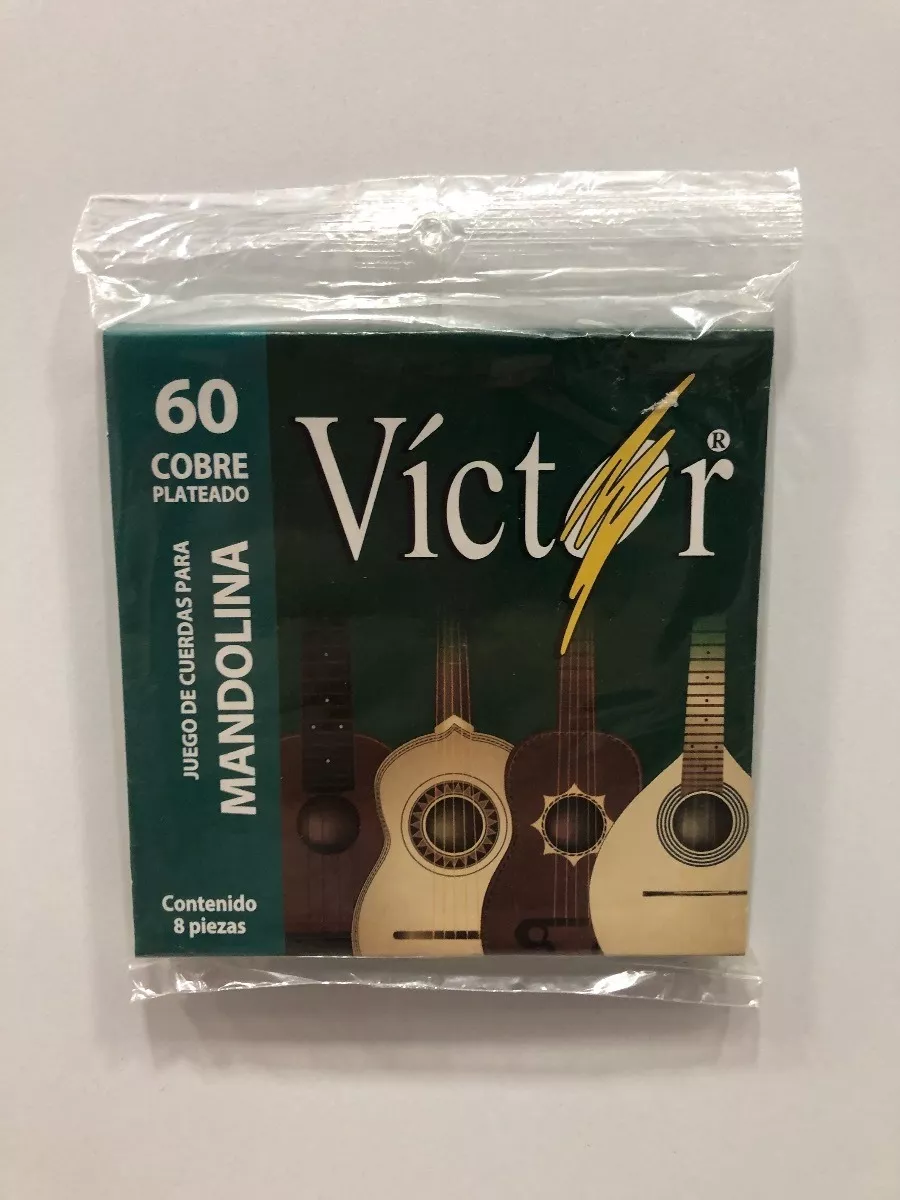 60
COBRE
PLATEADO
JUEGO DE CUERDAS PARA
MANDOLINA
Contenido
8 piezas
Víctor®